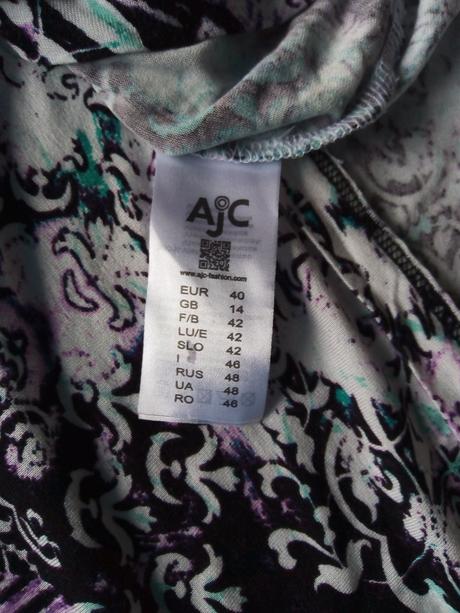 AjC
www.ajc-fashion.com
EUR 40
GB 14
F/B 42
LU/E 42
SLO 42
I 46
RUS 48
UA 48
RO 48